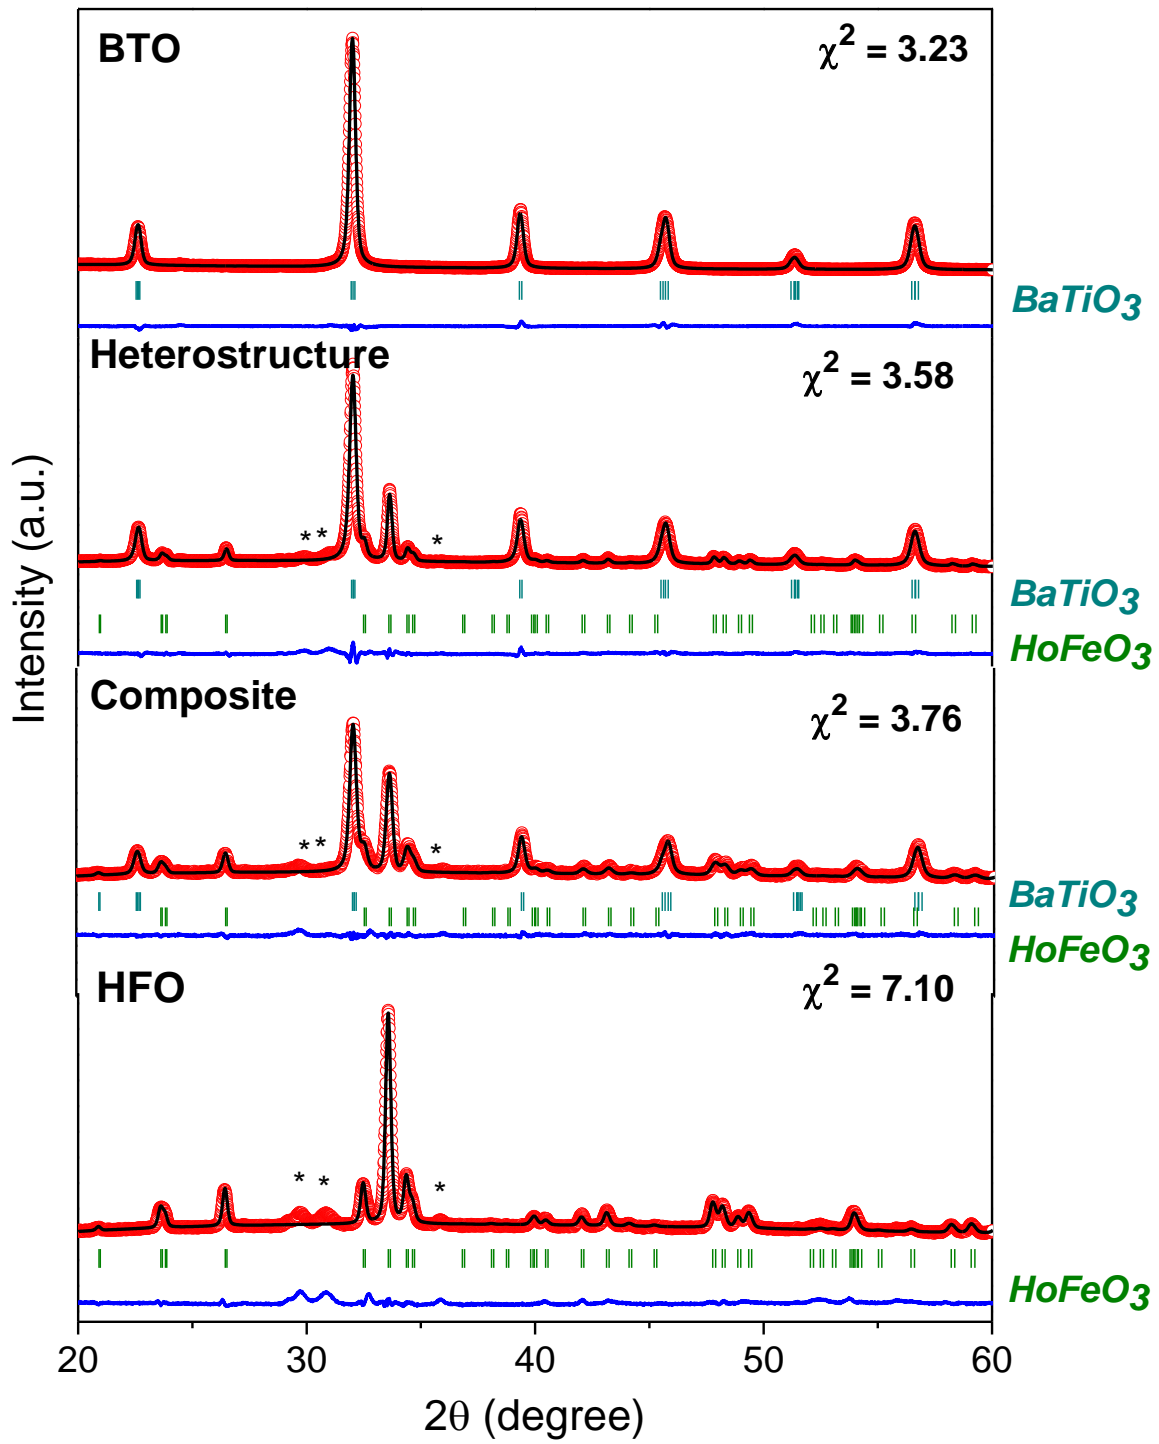 BTO
χ² = 3.23
BaTiO₃
Heterostructure
χ² = 3.58
* * *
BaTiO₃
HoFeO₃
Composite
χ² = 3.76
* * *
BaTiO₃
HoFeO₃
HFO
χ² = 7.10
* * *
HoFeO₃
Intensity (a.u.)
20 30 40 50 60
2θ (degree)